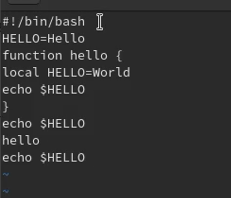 #!/bin/bash
HELLO=Hello
function hello {
local HELLO=World
echo $HELLO
}
echo $HELLO
hello
echo $HELLO
~
~